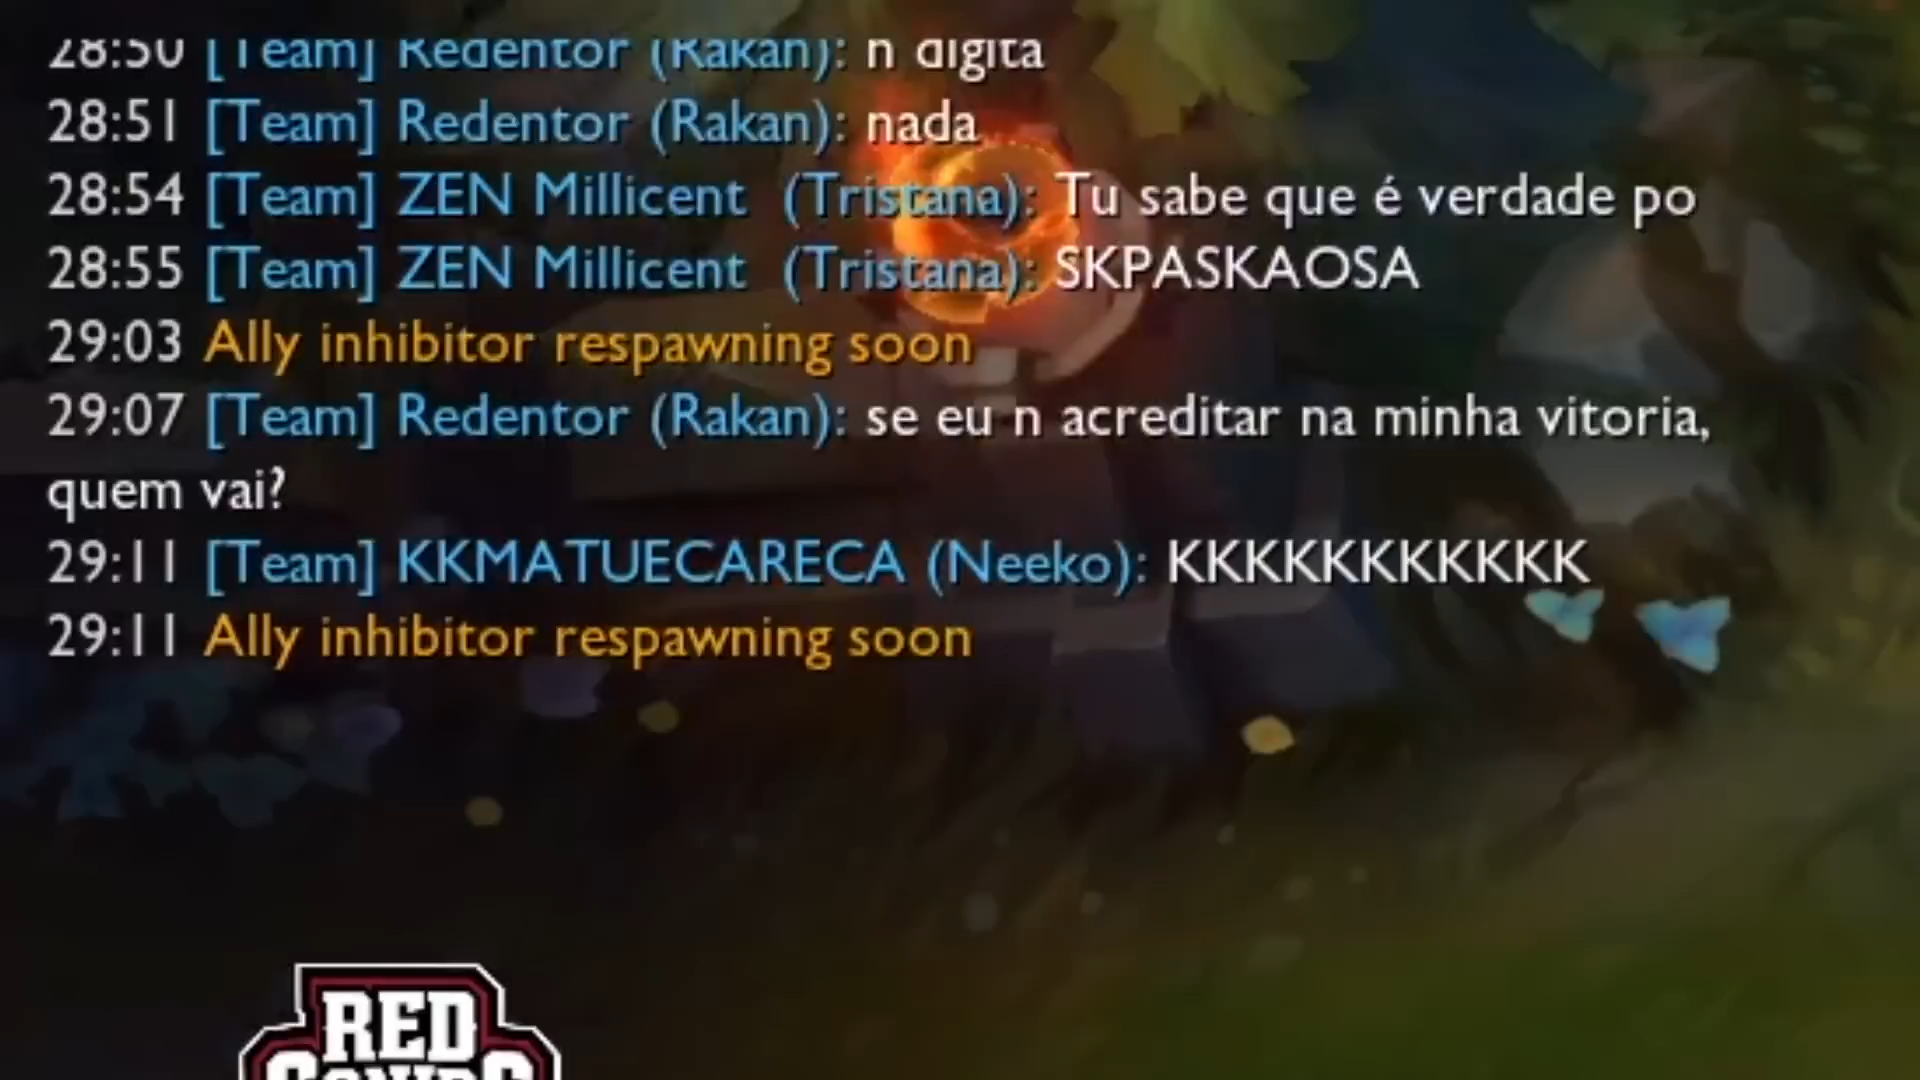 28:50 [Team] Redentor (Rakan): n digita
28:51 [Team] Redentor (Rakan): nada
28:54 [Team] ZEN Millicent (Tristana): Tu sabe que é verdade po
28:55 [Team] ZEN Millicent (Tristana): SKPASKAOSA
29:03 Ally inhibitor respawning soon
29:07 [Team] Redentor (Rakan): se eu n acreditar na minha vitoria,
quem vai?
29:11 [Team] KKMATUECARECA (Neeko): KKKKKKKKKKK
29:11 Ally inhibitor respawning soon
RED